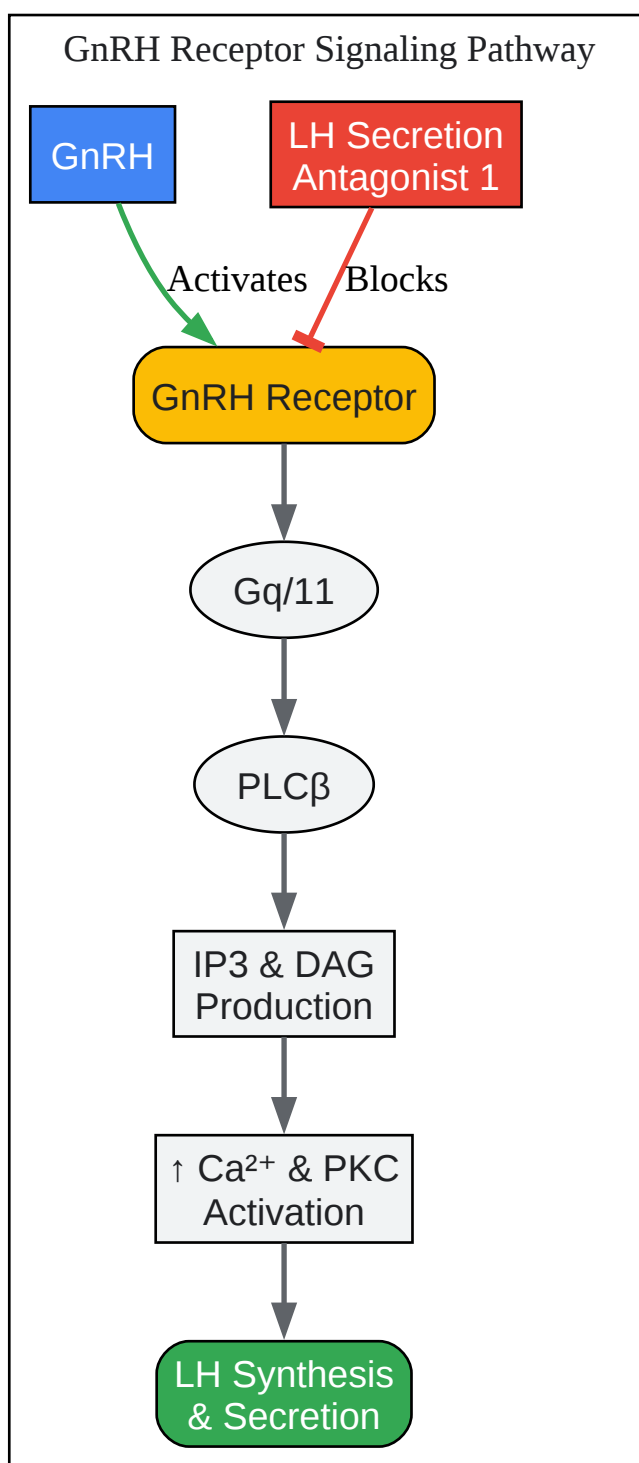 GnRH Receptor Signaling Pathway
GnRH
LH Secretion
Antagonist 1
Activates
Blocks
GnRH Receptor
Gq/11
PLCβ
IP3 & DAG
Production
↑ Ca²⁺ & PKC
Activation
LH Synthesis
& Secretion